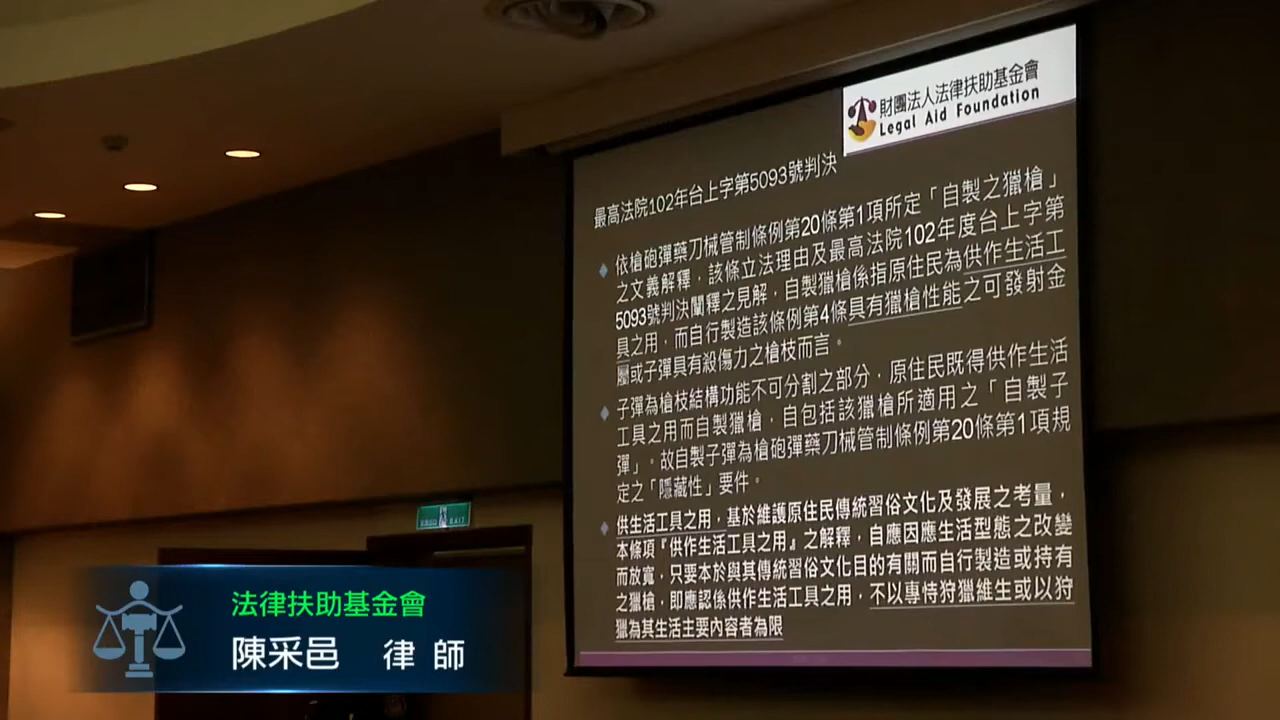 財團法人法律扶助基金會
Legal Aid Foundation
最高法院102年台上字第5093號判決
依槍砲彈藥刀械管制條例第20條第1項所定「自製之獵槍」
之文義解釋，該條立法理由及最高法院102年度台上字第
5093號判決闡釋之見解，自製獵槍係指原住民為供作生活工
具之用，而自行製造該條例第4條具有獵槍性能之可發射金
屬或子彈具有殺傷力之槍枝而言。
子彈為槍枝結構功能不可分割之部分，原住民既得供作生活
工具之用而自製獵槍，自包括該獵槍所適用之「自製子
彈」。故自製子彈為槍砲彈藥刀械管制條例第20條第1項規
定之「隱藏性」要件。
供生活工具之用，基於維護原住民傳統習俗文化及發展之考量，
本條項『供作生活工具之用』之解釋，自應因應生活型態之改變
而放寬，只要本於與其傳統習俗文化目的有關而自行製造或持有
之獵槍，即應認係供作生活工具之用，不以專恃狩獵維生或以狩
獵為其生活主要內容者為限
EXIT
法律扶助基金會
陳采邑 律師